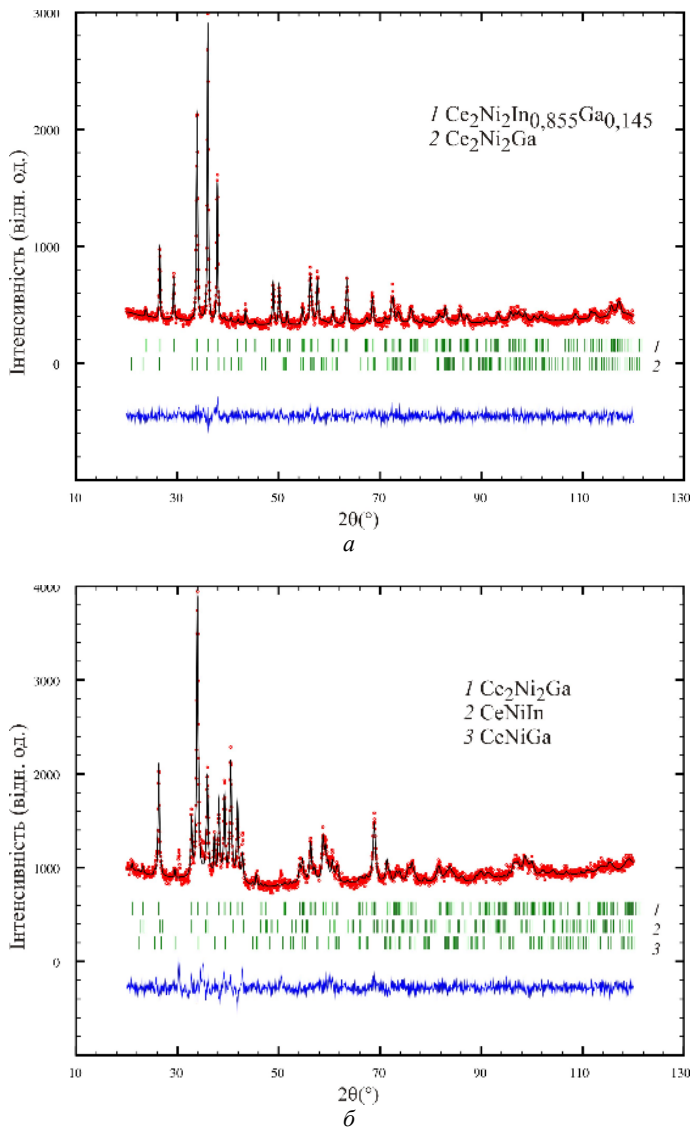 3000
2000
1000
0
Інтенсивність (відн. од.)
1 Ce2Ni2In0,855Ga0,145
2 Ce2Ni2Ga
1
2
10 30 50 70 90 110 130
2θ(°)
а
4000
3000
2000
1000
0
Інтенсивність (відн. од.)
1 Ce2Ni2Ga
2 CeNiIn
3 CeNiGa
1
2
3
10 30 50 70 90 110 130
2θ(°)
б